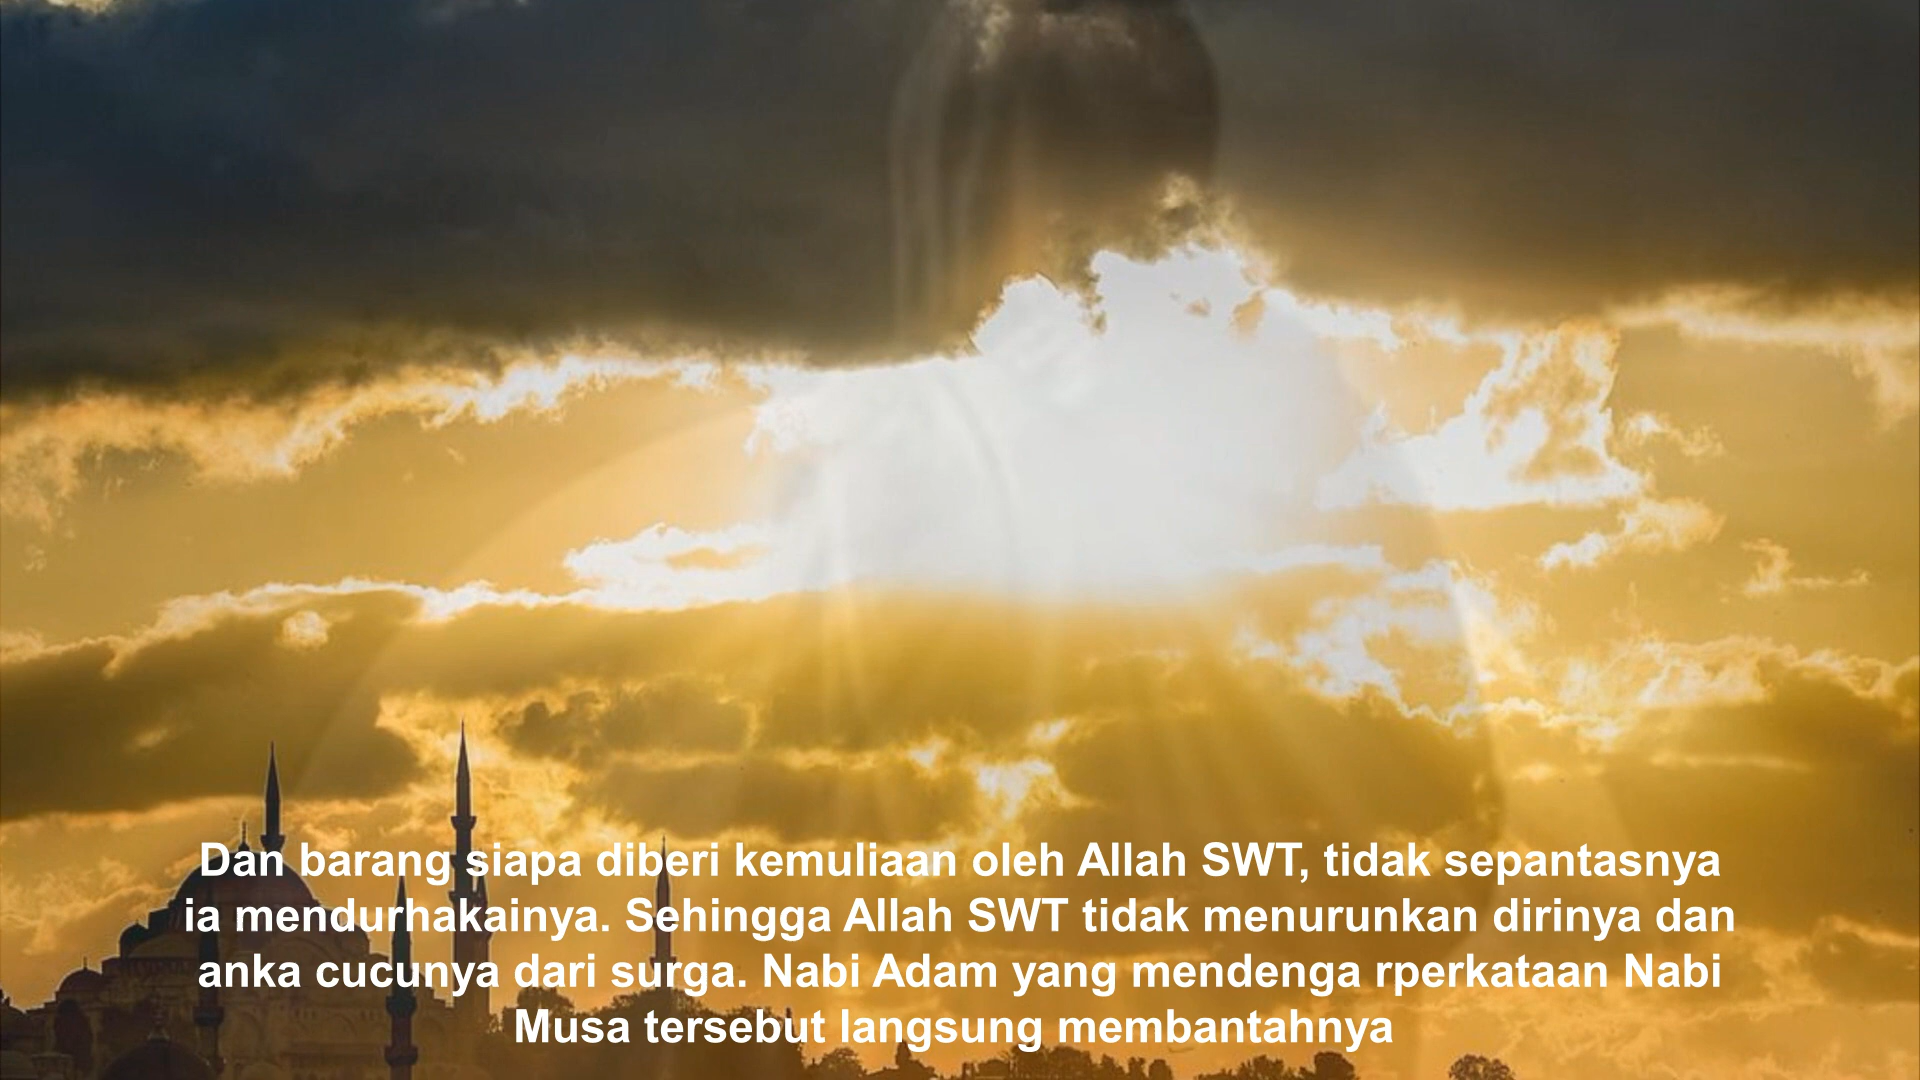 Dan barang siapa diberi kemuliaan oleh Allah SWT, tidak sepantasnya
ia mendurhakainya. Sehingga Allah SWT tidak menurunkan dirinya dan
anka cucunya dari surga. Nabi Adam yang mendenga rperkataan Nabi
Musa tersebut langsung membantahnya